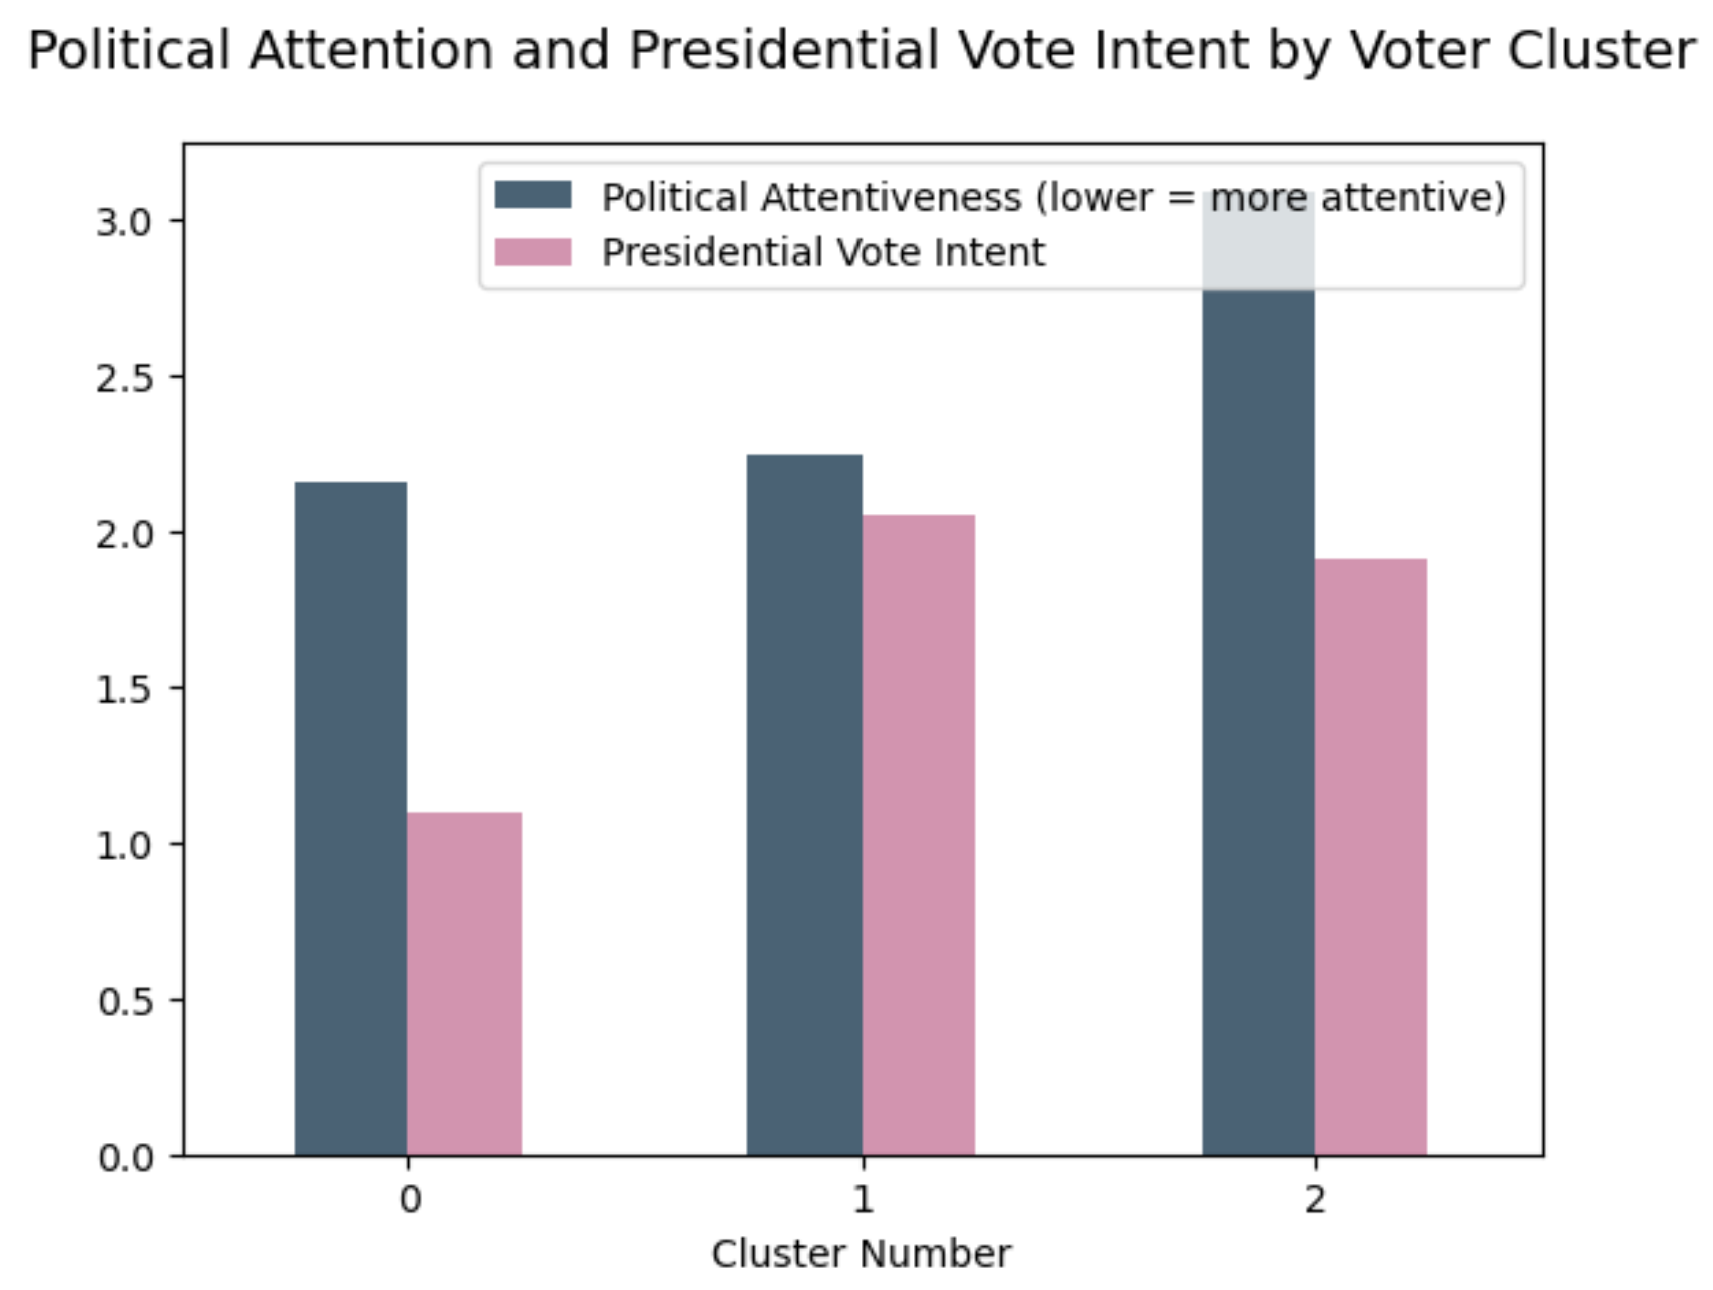 Political Attention and Presidential Vote Intent by Voter Cluster
Political Attentiveness (lower = more attentive)
Presidential Vote Intent
3.0
2.5
2.0
1.5
1.0
0.5
0.0
0 1 2
Cluster Number